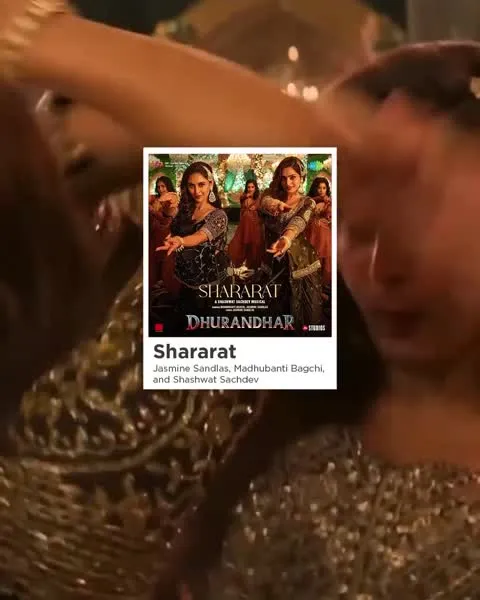 SHARARAT
A SHASHWAT SACHDEV MUSICAL
DHURANDHAR
STUDIOS
Shararat
Jasmine Sandlas, Madhubanti Bagchi,
and Shashwat Sachdev